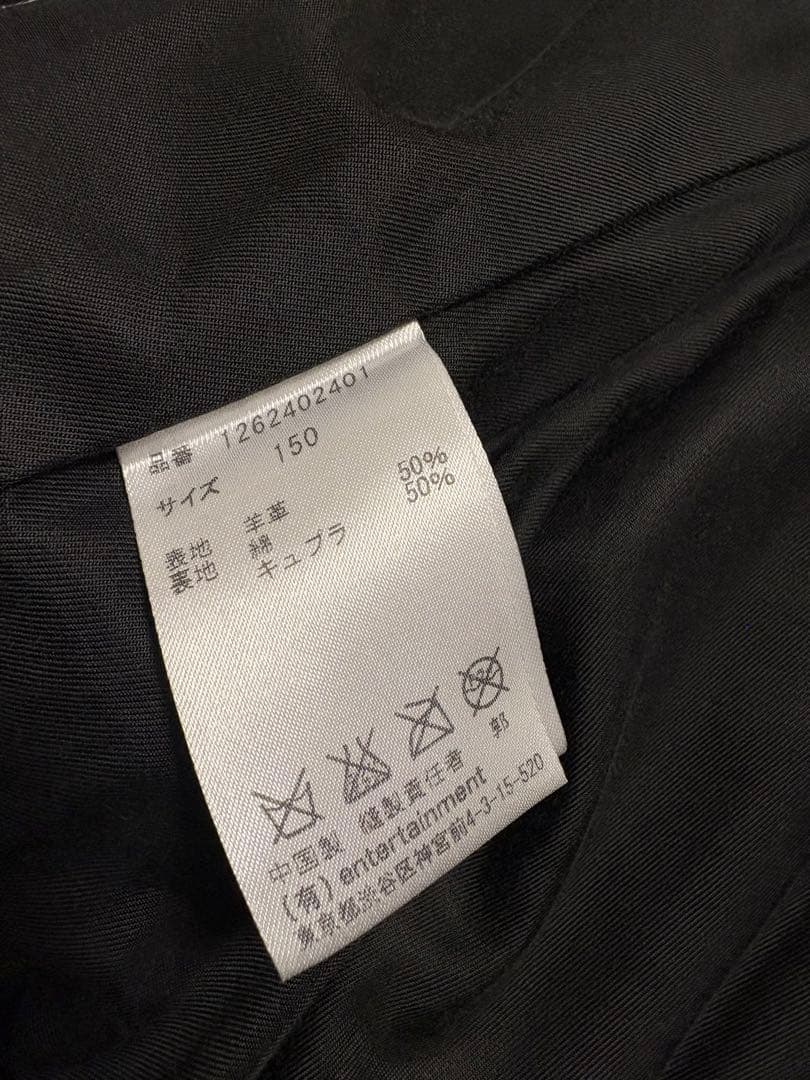 品番 1262402401
サイズ 150
表地 羊革
裏地 綿 50%
キュプラ 50%
中国製 縫製責任者 郭
(有) entertainment
東京都渋谷区神宮前4-3-15-520